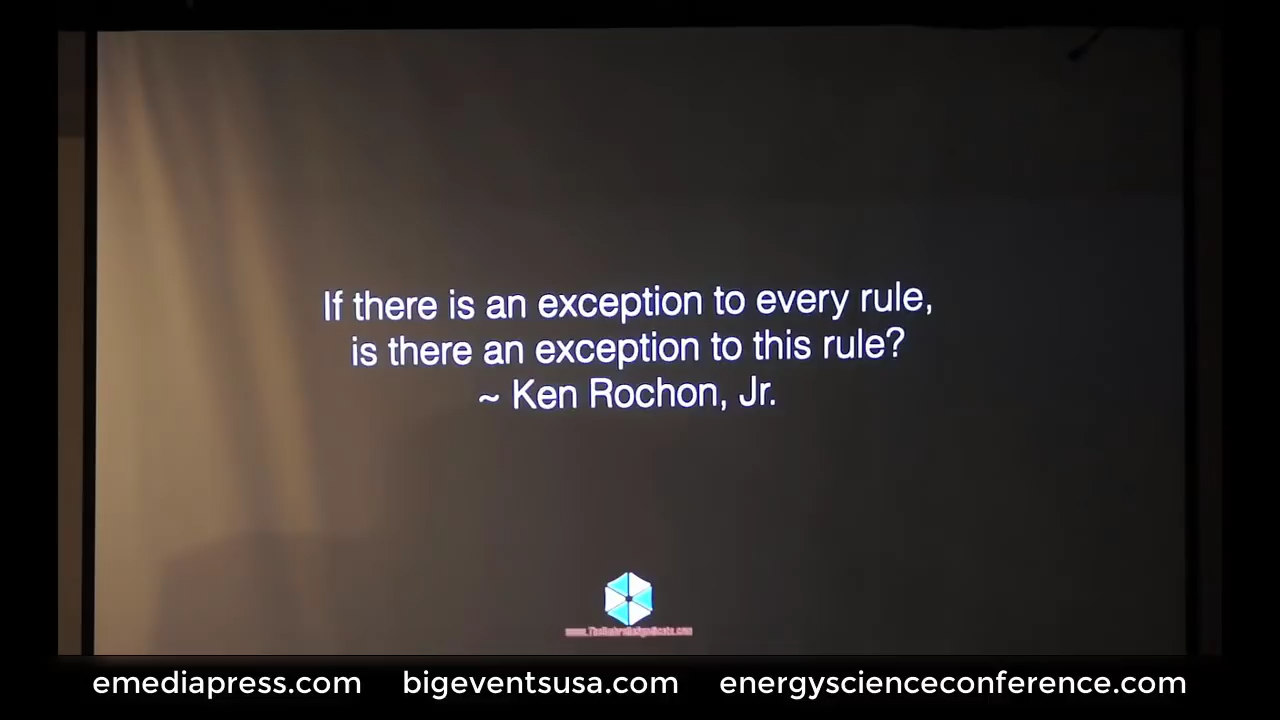 If there is an exception to every rule,
is there an exception to this rule?
~ Ken Rochon, Jr.
emediapress.com bigeventsusa.com energyscienceconference.com